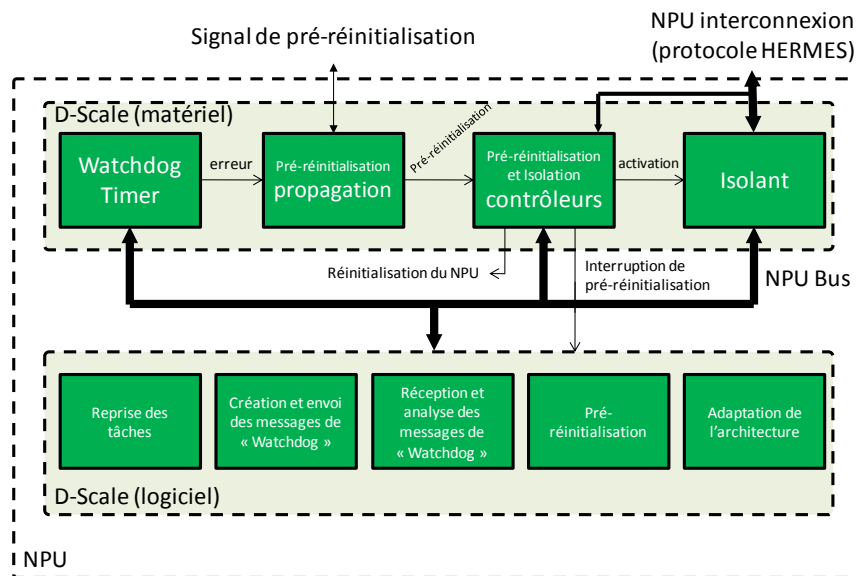 Signal de pré-réinitialisation
NPU interconnexion
(protocole HERMES)
D-Scale (matériel)
Watchdog
Timer
erreur
Pré-réinitialisation
propagation
Pré-réinitialisation
Pré-réinitialisation
et Isolation
contrôleurs
activation
Isolant
Réinitialisation du NPU
Interruption de
pré-réinitialisation
NPU Bus
Reprise des
tâches
Création et envoi
des messages de
« Watchdog »
Réception et
analyse des
messages de
« Watchdog »
Pré-
réinitialisation
Adaptation de
l'architecture
D-Scale (logiciel)
NPU